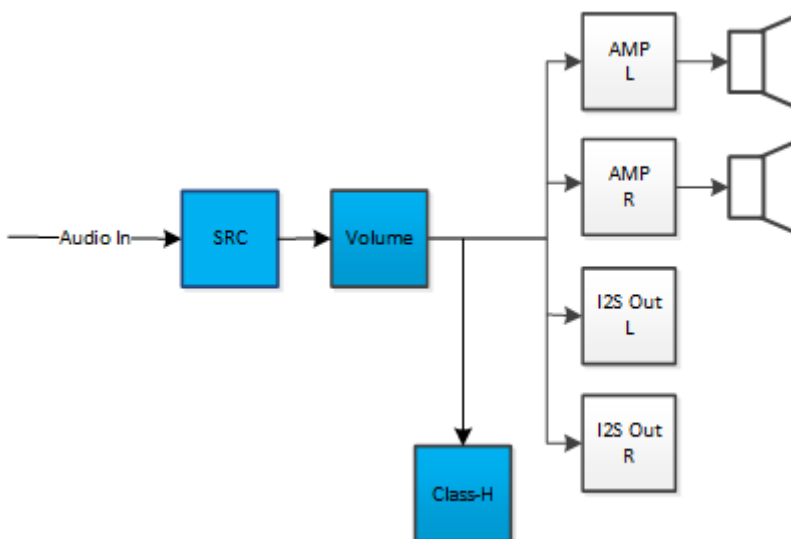 AMP
L
AMP
R
Audio In
SRC
Volume
I2S Out
L
I2S Out
R
Class-H